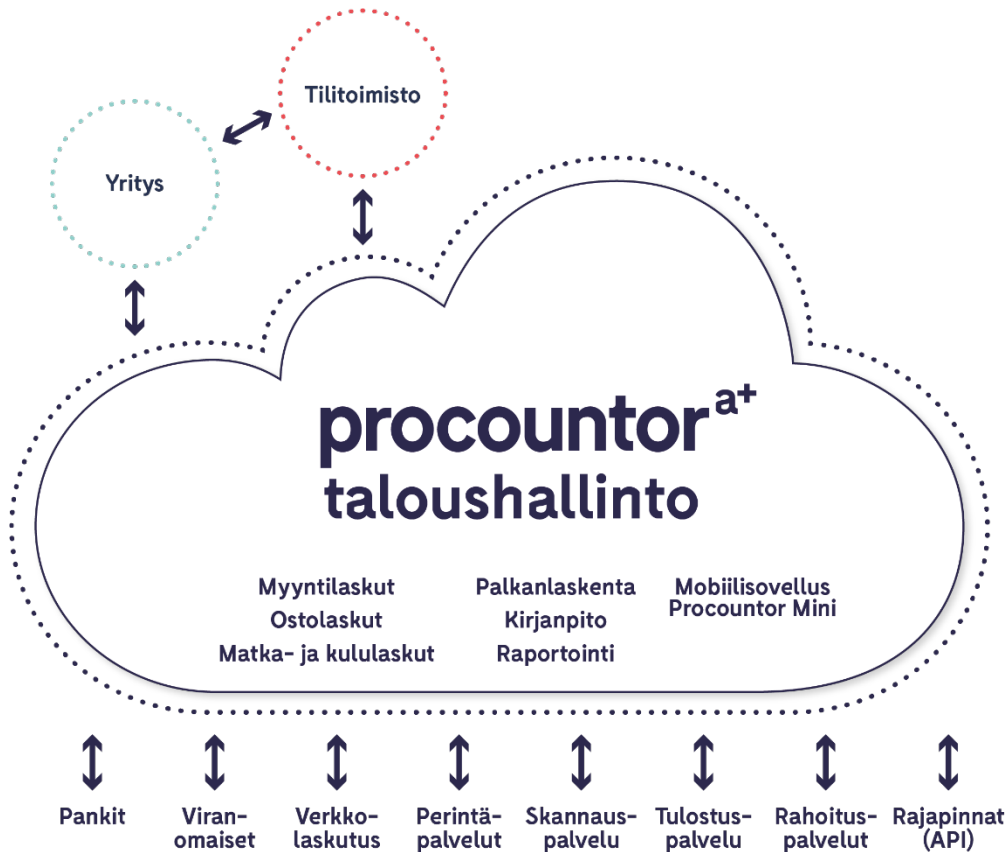 Tilitoimisto
Yritys
procountor a+
taloushallinto
Myyntilaskut
Ostolaskut
Matka- ja kululaskut
Palkanlaskenta
Kirjanpito
Raportointi
Mobiilisovellus
Procountor Mini
Pankit
Viran-
omaiset
Verkko-
laskutus
Perintä-
palvelut
Skannaus-
palvelu
Tulostus-
palvelu
Rahoitus-
palvelut
Rajapinnat
(API)